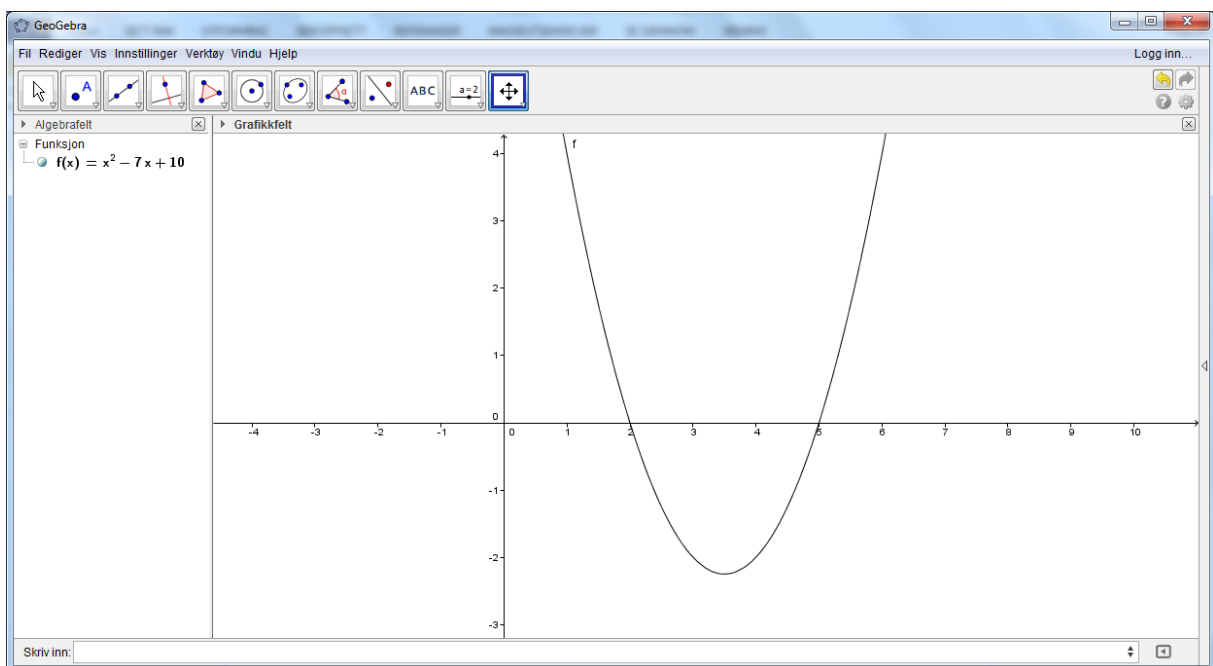 GeoGebra
Fil Rediger Vis Innstillinger Verktøy Vindu Hjelp
Logg inn...
A
α
ABC
a=2
Algebrafelt
Grafikkfelt
Funksjon
f(x) = x² − 7 x + 10
f
4
3
2
1
0
-4 -3 -2 -1 0 1 2 3 4 5 6 7 8 9 10
-1
-2
-3
Skriv inn: